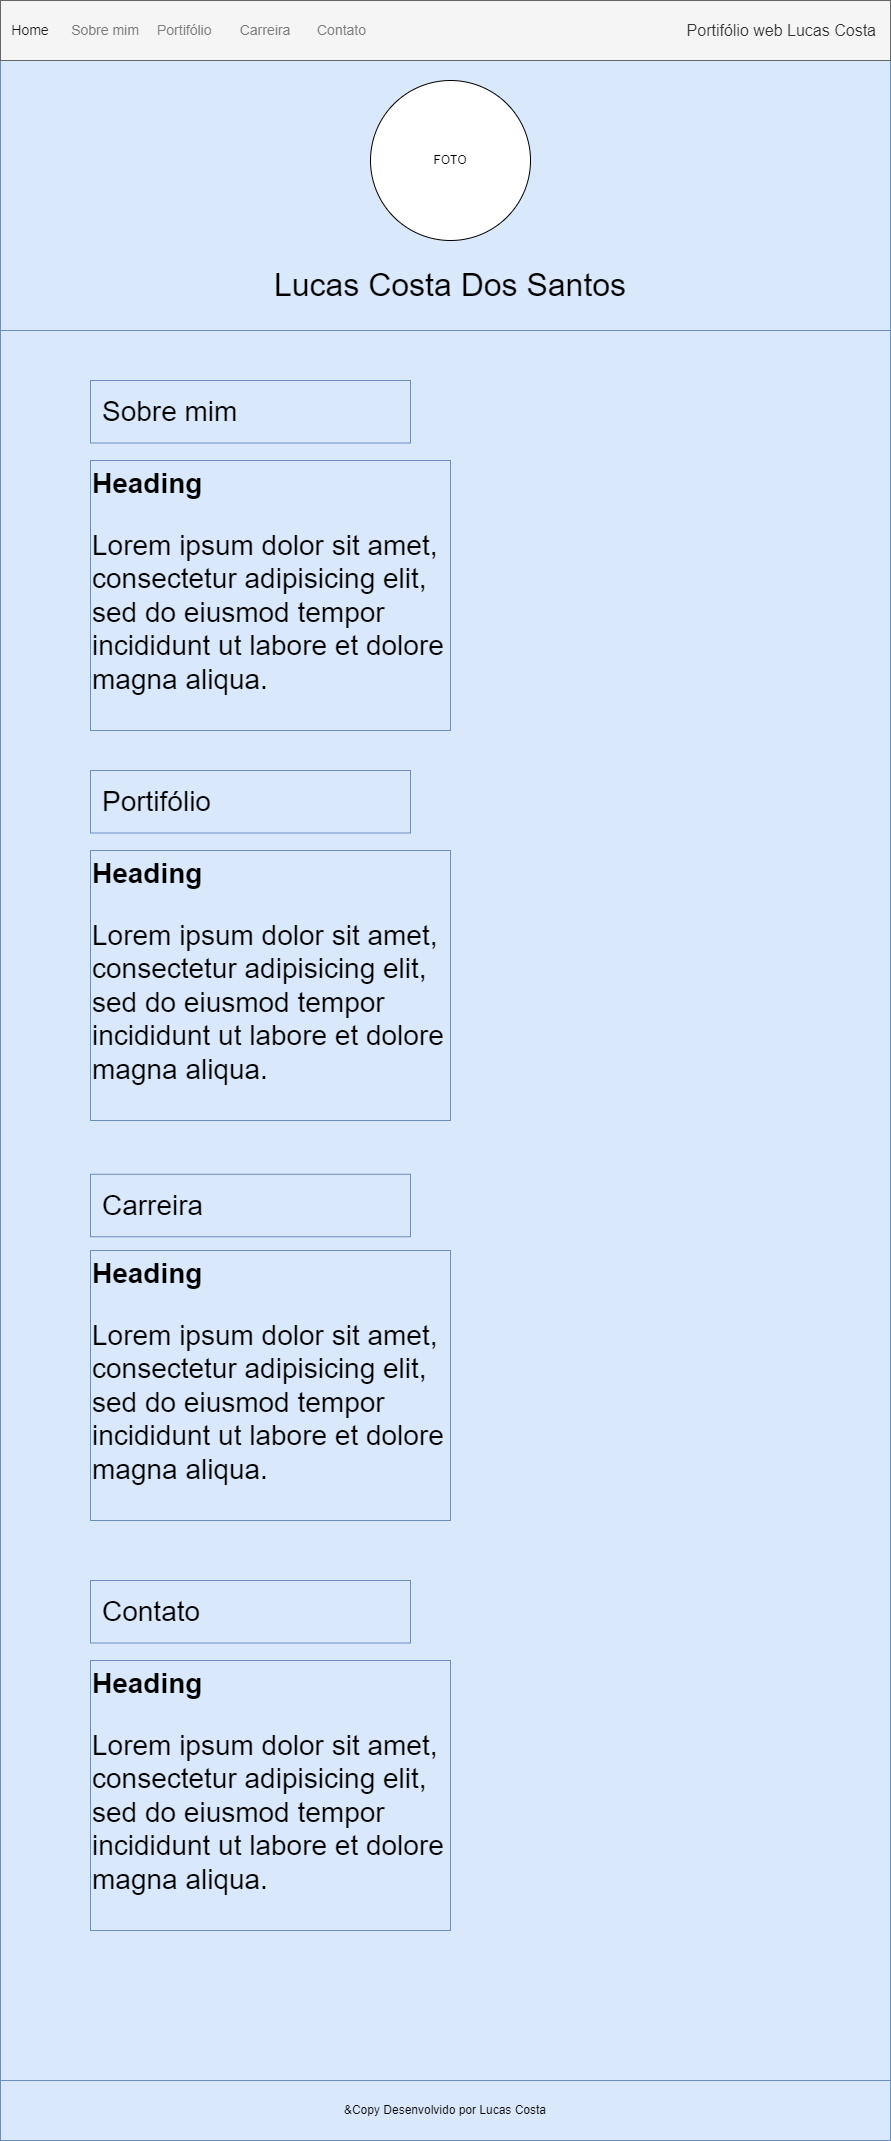 Home Sobre mim Portifólio Carreira Contato Portifólio web Lucas Costa
FOTO
Lucas Costa Dos Santos
Sobre mim
Heading
Lorem ipsum dolor sit amet,
consectetur adipisicing elit,
sed do eiusmod tempor
incididunt ut labore et dolore
magna aliqua.
Portifólio
Heading
Lorem ipsum dolor sit amet,
consectetur adipisicing elit,
sed do eiusmod tempor
incididunt ut labore et dolore
magna aliqua.
Carreira
Heading
Lorem ipsum dolor sit amet,
consectetur adipisicing elit,
sed do eiusmod tempor
incididunt ut labore et dolore
magna aliqua.
Contato
Heading
Lorem ipsum dolor sit amet,
consectetur adipisicing elit,
sed do eiusmod tempor
incididunt ut labore et dolore
magna aliqua.
&Copy Desenvolvido por Lucas Costa